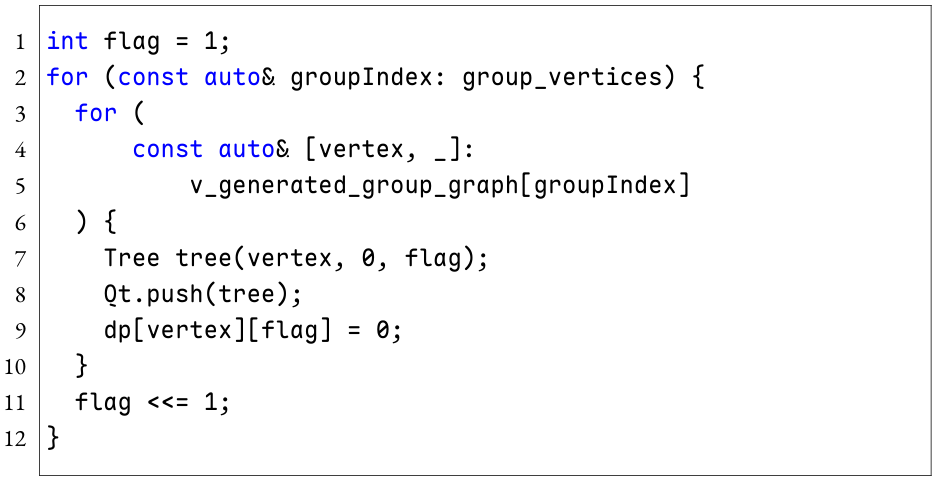 1 int flag = 1;
2 for (const auto& groupIndex: group_vertices) {
3   for (
4       const auto& [vertex, _]:
5           v_generated_group_graph[groupIndex]
6   ) {
7     Tree tree(vertex, 0, flag);
8     Qt.push(tree);
9     dp[vertex][flag] = 0;
10   }
11   flag <<= 1;
12 }